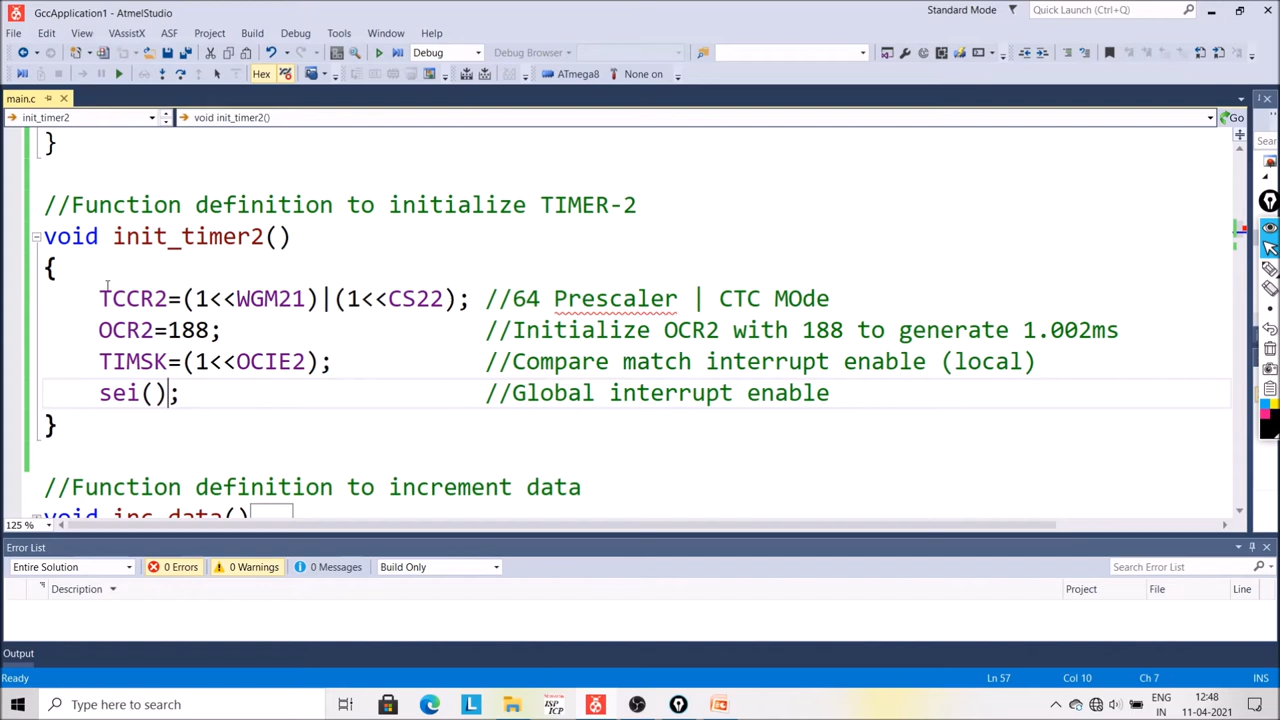 GccApplication1 - AtmelStudio
Standard Mode
Quick Launch (Ctrl+Q)
File Edit View VAssistX ASF Project Build Debug Tools Window Help
Debug
Debug Browser
Hex
ATmega8
None on
main.c
init_timer2
void init_timer2()
Go
}
Sear
//Function definition to initialize TIMER-2
void init_timer2()
{
TCCR2=(1<<WGM21)|(1<<CS22); //64 Prescaler | CTC MOde
OCR2=188; //Initialize OCR2 with 188 to generate 1.002ms
TIMSK=(1<<OCIE2); //Compare match interrupt enable (local)
sei(); //Global interrupt enable
}
//Function definition to increment data
void inc_data()
125 %
Error List
Entire Solution
0 Errors
0 Warnings
0 Messages
Build Only
Search Error List
Description
Project
File
Line
Output
Ready
Ln 57
Col 10
Ch 7
INS
Type here to search
L
ISP
ICP
ENG
IN
12:48
11-04-2021